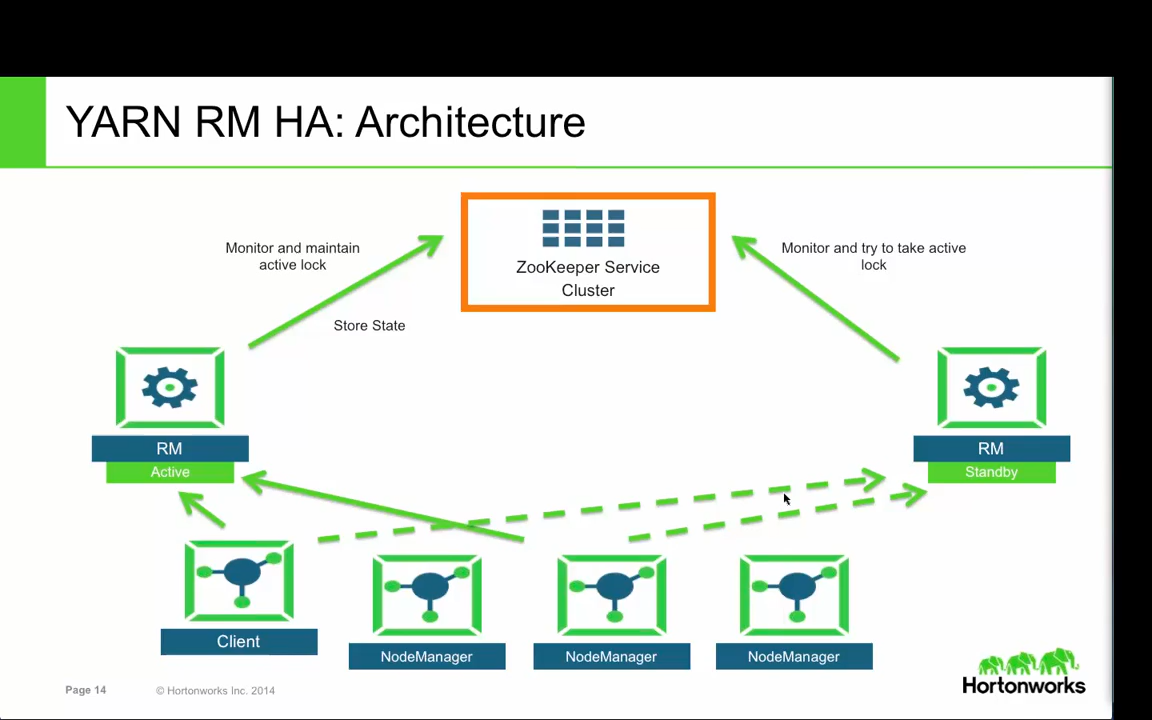 YARN RM HA: Architecture
Monitor and maintain
active lock
ZooKeeper Service
Cluster
Monitor and try to take active
lock
Store State
RM
Active
RM
Standby
Client
NodeManager
NodeManager
NodeManager
Page 14
© Hortonworks Inc. 2014
Hortonworks